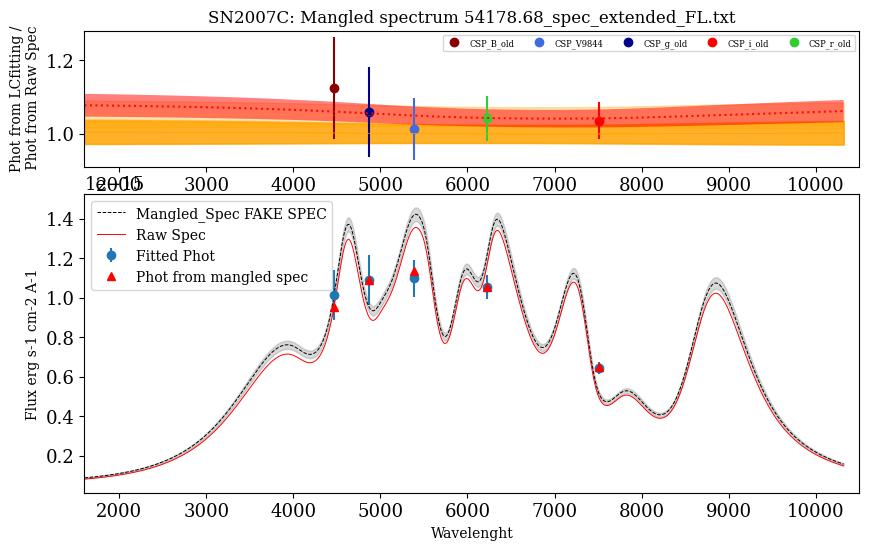 SN2007C: Mangled spectrum 54178.68_spec_extended_FL.txt
Phot from LCfitting /
Phot from Raw Spec
1.2
1.0
CSP_B_old
CSP_V9844
CSP_g_old
CSP_i_old
CSP_r_old
2000 3000 4000 5000 6000 7000 8000 9000 10000
Flux erg s-1 cm-2 A-1
1.4
1.2
1.0
0.8
0.6
0.4
0.2
Mangled_Spec FAKE SPEC
Raw Spec
Fitted Phot
Phot from mangled spec
2000 3000 4000 5000 6000 7000 8000 9000 10000
Wavelenght